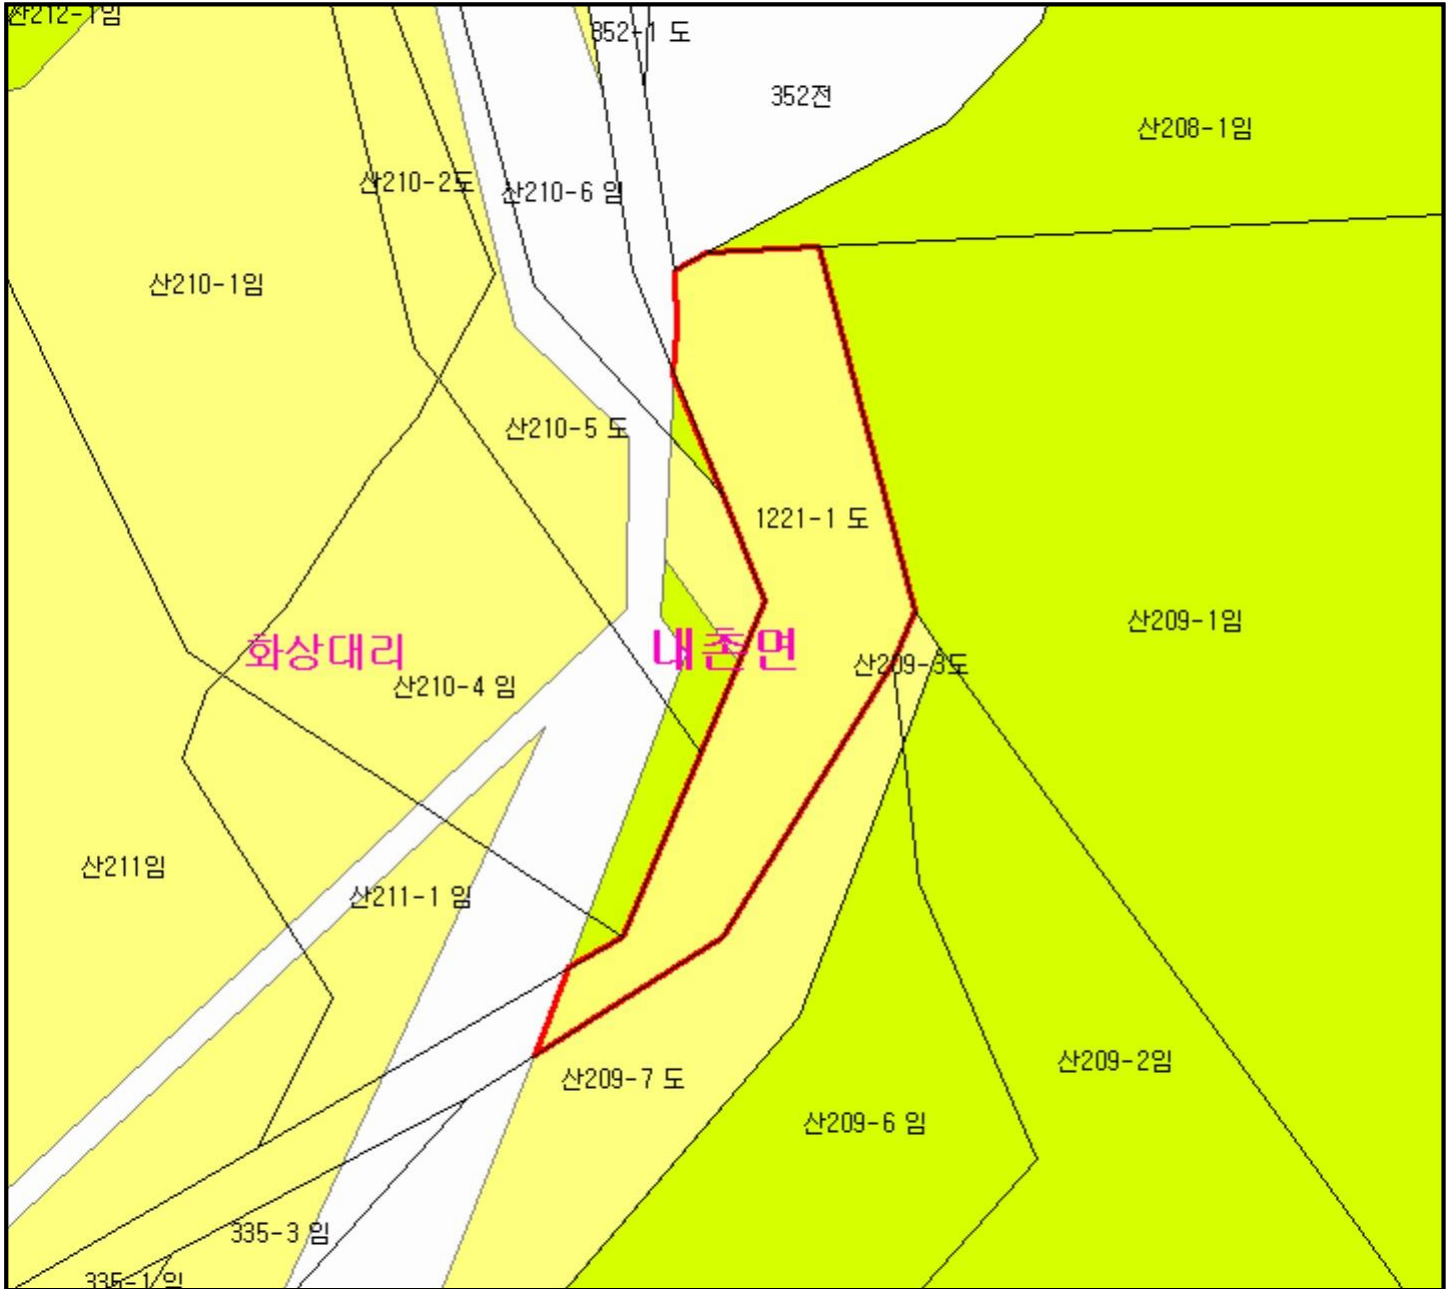 산212-1임
352-1 도
352전
산208-1임
산210-2도
산210-6 임
산210-1임
산210-5 도
1221-1 도
산209-1임
화상대리
내촌면
산209-3도
산210-4 임
산211임
산211-1 임
산209-7 도
산209-2임
산209-6 임
335-3 임
335-1 임